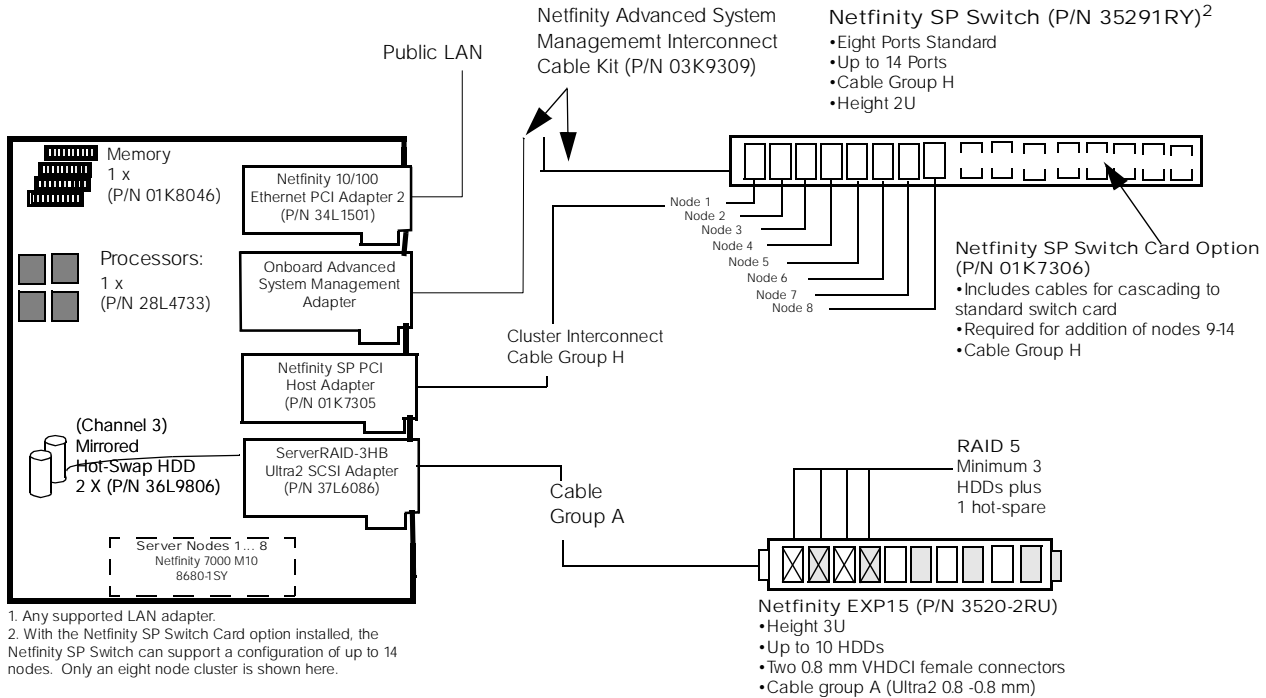 Public LAN
Netfinity Advanced System
Managememt Interconnect
Cable Kit (P/N 03K9309)
Netfinity SP Switch (P/N 35291RY)2
•Eight Ports Standard
•Up to 14 Ports
•Cable Group H
•Height 2U
Memory
1 x
(P/N 01K8046)
Netfinity 10/100
Ethernet PCI Adapter 2
(P/N 34L1501)
Processors:
1 x
(P/N 28L4733)
Onboard Advanced
System Management
Adapter
Node 1
Node 2
Node 3
Node 4
Node 5
Node 6
Node 7
Node 8
Netfinity SP Switch Card Option
(P/N 01K7306)
•Includes cables for cascading to
standard switch card
•Required for addition of nodes 9-14
•Cable Group H
Cluster Interconnect
Cable Group H
Netfinity SP PCI
Host Adapter
(P/N 01K7305
(Channel 3)
Mirrored
Hot-Swap HDD
2 X (P/N 36L9806)
ServerRAID-3HB
Ultra2 SCSI Adapter
(P/N 37L6086)
Cable
Group A
RAID 5
Minimum 3
HDDs plus
1 hot-spare
Server Nodes 1... 8
Netfinity 7000 M10
8680-1SY
Netfinity EXP15 (P/N 3520-2RU)
•Height 3U
•Up to 10 HDDs
•Two 0.8 mm VHDCI female connectors
•Cable group A (Ultra2 0.8 -0.8 mm)
1. Any supported LAN adapter.
2. With the Netfinity SP Switch Card option installed, the
Netfinity SP Switch can support a configuration of up to 14
nodes. Only an eight node cluster is shown here.